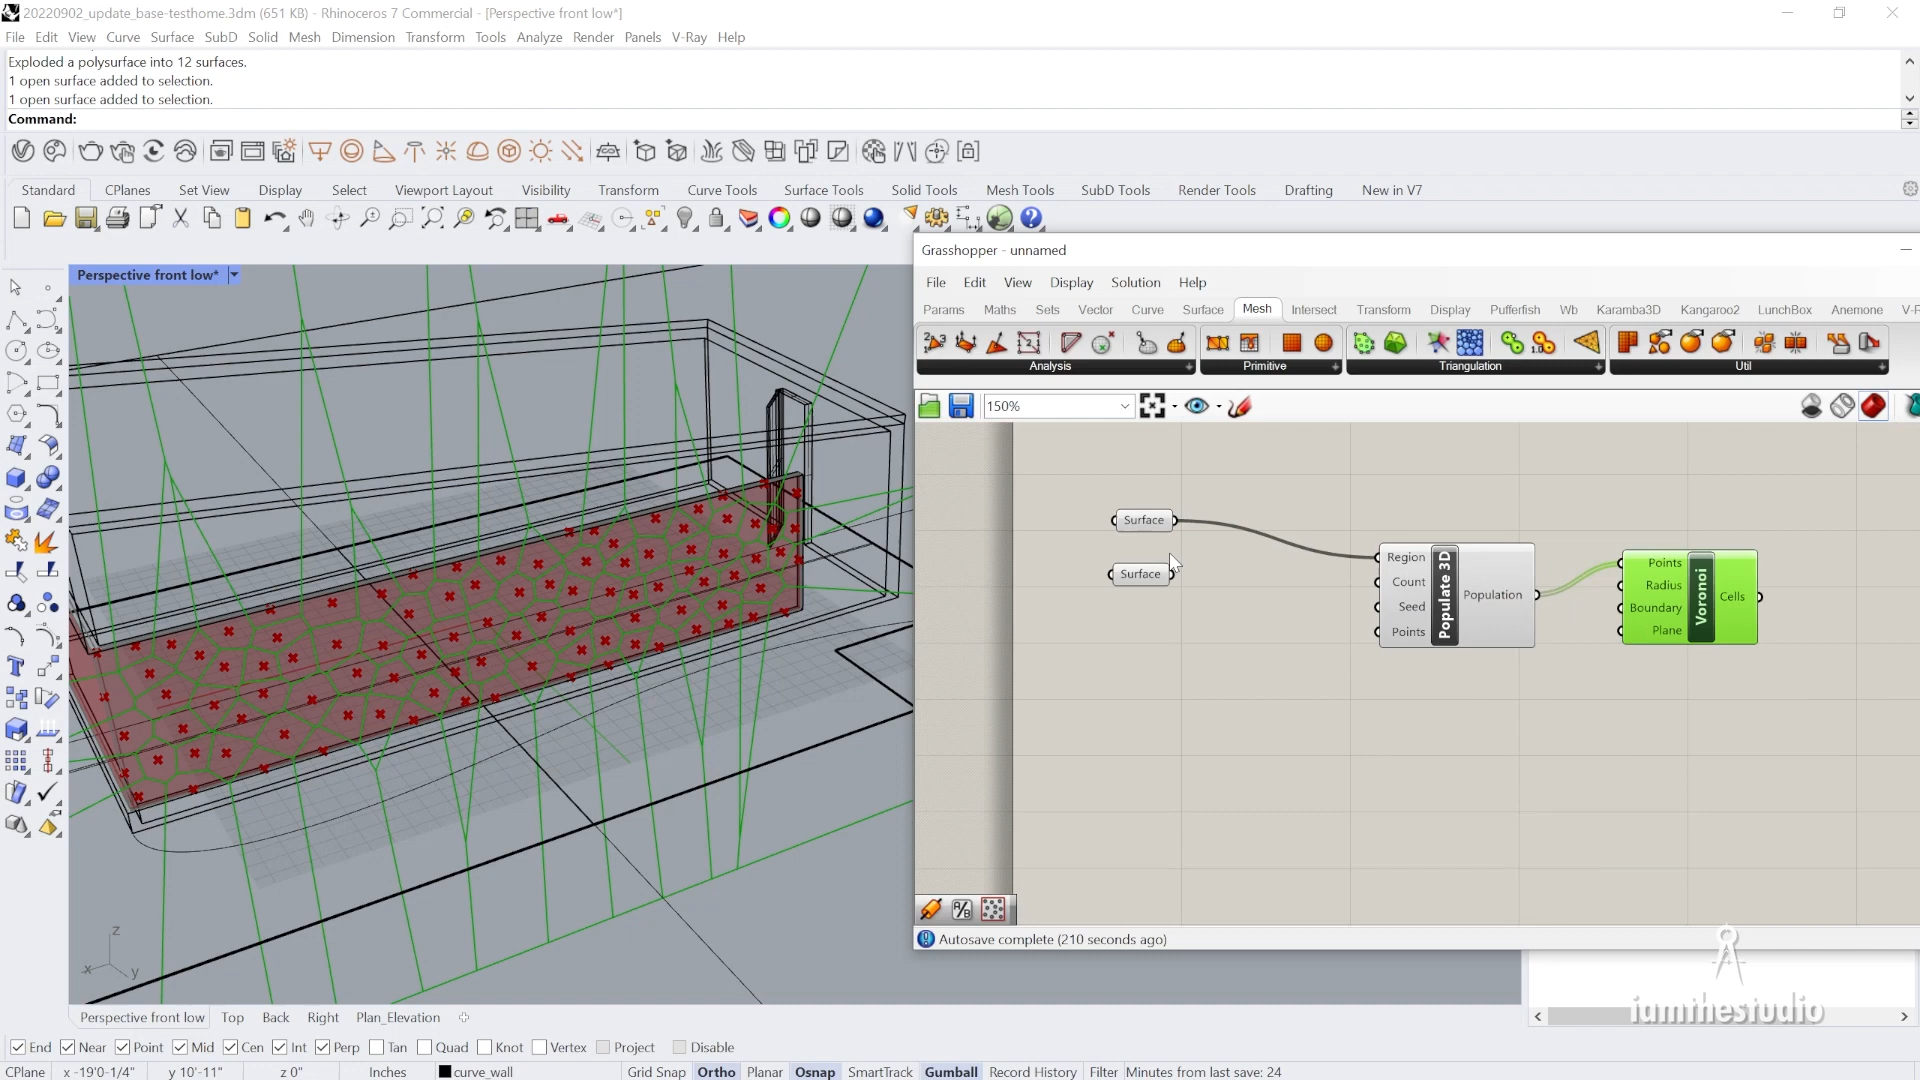 20220902_update_base-testhome.3dm (651 KB) - Rhinoceros 7 Commercial - [Perspective front low*]
File Edit View Curve Surface SubD Solid Mesh Dimension Transform Tools Analyze Render Panels V-Ray Help
Exploded a polysurface into 12 surfaces.
1 open surface added to selection.
1 open surface added to selection.
Command:
Standard CPlanes Set View Display Select Viewport Layout Visibility Transform Curve Tools Surface Tools Solid Tools Mesh Tools SubD Tools Render Tools Drafting New in V7
Perspective front low*
Grasshopper - unnamed
File Edit View Display Solution Help
Params Maths Sets Vector Curve Surface Mesh Intersect Transform Display Pufferfish Wb Karamba3D Kangaroo2 LunchBox Anemone V-R
Analysis Primitive Triangulation Util
150%
Surface
Surface
Region
Count
Seed
Points
Populate 3D
Population
Points
Radius
Boundary
Plane
Voronoi
Cells
Autosave complete (210 seconds ago)
z
x
y
iamthestudio
Perspective front low Top Back Right Plan_Elevation
End Near Point Mid Cen Int Perp Tan Quad Knot Vertex Project Disable
CPlane x -19'0-1/4" y 10'-11" z 0" Inches curve_wall Grid Snap Ortho Planar Osnap SmartTrack Gumball Record History Filter Minutes from last save: 24